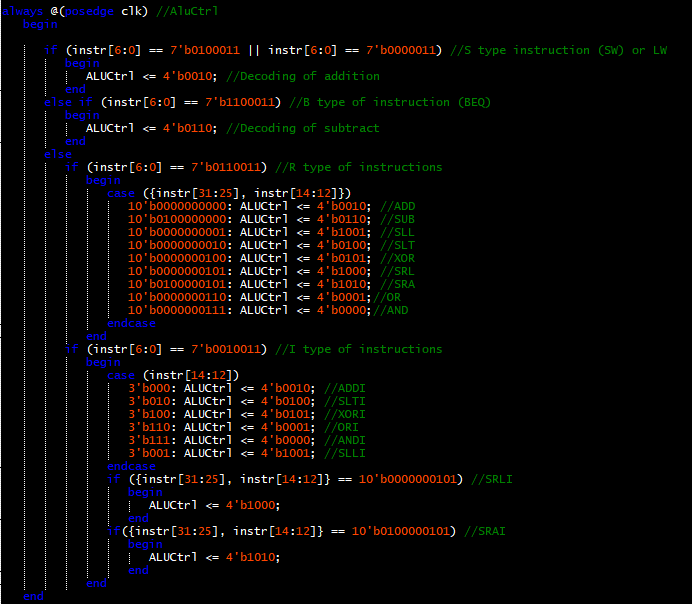 always @(posedge clk) //AluCtrl
begin
if (instr[6:0] == 7'b0100011 || instr[6:0] == 7'b0000011) //S type instruction (SW) or LW
begin
ALUCtrl <= 4'b0010; //Decoding of addition
end
else if (instr[6:0] == 7'b1100011) //B type of instruction (BEQ)
begin
ALUCtrl <= 4'b0110; //Decoding of subtract
end
else
if (instr[6:0] == 7'b0110011) //R type of instructions
begin
case ({instr[31:25], instr[14:12]})
10'b0000000000: ALUCtrl <= 4'b0010; //ADD
10'b0100000000: ALUCtrl <= 4'b0110; //SUB
10'b0000000001: ALUCtrl <= 4'b1001; //SLL
10'b0000000010: ALUCtrl <= 4'b0100; //SLT
10'b0000000100: ALUCtrl <= 4'b0101; //XOR
10'b0000000101: ALUCtrl <= 4'b1000; //SRL
10'b0100000101: ALUCtrl <= 4'b1010; //SRA
10'b0000000110: ALUCtrl <= 4'b0001;//OR
10'b0000000111: ALUCtrl <= 4'b0000;//AND
endcase
end
if (instr[6:0] == 7'b0010011) //I type of instructions
begin
case (instr[14:12])
3'b000: ALUCtrl <= 4'b0010; //ADDI
3'b010: ALUCtrl <= 4'b0100; //SLTI
3'b100: ALUCtrl <= 4'b0101; //XORI
3'b110: ALUCtrl <= 4'b0001; //ORI
3'b111: ALUCtrl <= 4'b0000; //ANDI
3'b001: ALUCtrl <= 4'b1001; //SLLI
endcase
if ({instr[31:25], instr[14:12]} == 10'b0000000101) //SRLI
begin
ALUCtrl <= 4'b1000;
end
if({instr[31:25], instr[14:12]} == 10'b0100000101) //SRAI
begin
ALUCtrl <= 4'b1010;
end
end
end